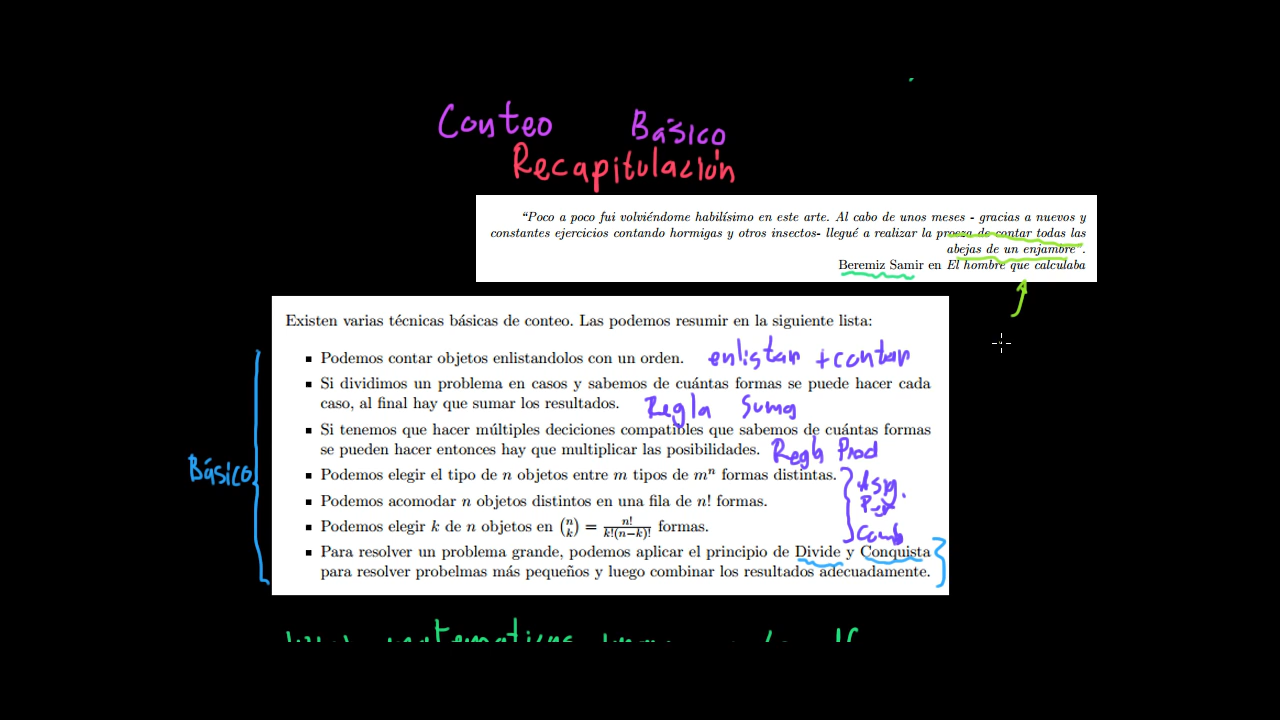 Conteo Básico
Recapitulación
“Poco a poco fui volviéndome habilísimo en este arte. Al cabo de unos meses - gracias a nuevos y
constantes ejercicios contando hormigas y otros insectos- llegué a realizar la proeza de contar todas las
abejas de un enjambre”.
Beremiz Samir en El hombre que calculaba
Existen varias técnicas básicas de conteo. Las podemos resumir en la siguiente lista:
▪ Podemos contar objetos enlistandolos con un orden. enlistar + contar
▪ Si dividimos un problema en casos y sabemos de cuántas formas se puede hacer cada
caso, al final hay que sumar los resultados. Regla Suma
▪ Si tenemos que hacer múltiples deciciones compatibles que sabemos de cuántas formas
se pueden hacer entonces hay que multiplicar las posibilidades. Regla Prod
Básico
▪ Podemos elegir el tipo de n objetos entre m tipos de mⁿ formas distintas. Asig.
▪ Podemos acomodar n objetos distintos en una fila de n! formas. Per
▪ Podemos elegir k de n objetos en (n k) = n!/k!(n−k)! formas. Comb
▪ Para resolver un problema grande, podemos aplicar el principio de Divide y Conquista
para resolver probelmas más pequeños y luego combinar los resultados adecuadamente.